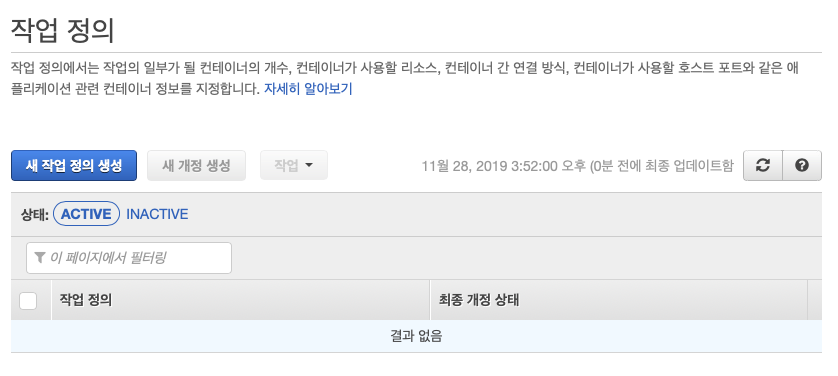 작업 정의
작업 정의에서는 작업의 일부가 될 컨테이너의 개수, 컨테이너가 사용할 리소스, 컨테이너 간 연결 방식, 컨테이너가 사용할 호스트 포트와 같은 애
플리케이션 관련 컨테이너 정보를 지정합니다. 자세히 알아보기
새 작업 정의 생성 새 개정 생성 작업 11월 28, 2019 3:52:00 오후 (0분 전에 최종 업데이트함
상태: ACTIVE INACTIVE
이 페이지에서 필터링
작업 정의 최종 개정 상태
결과 없음